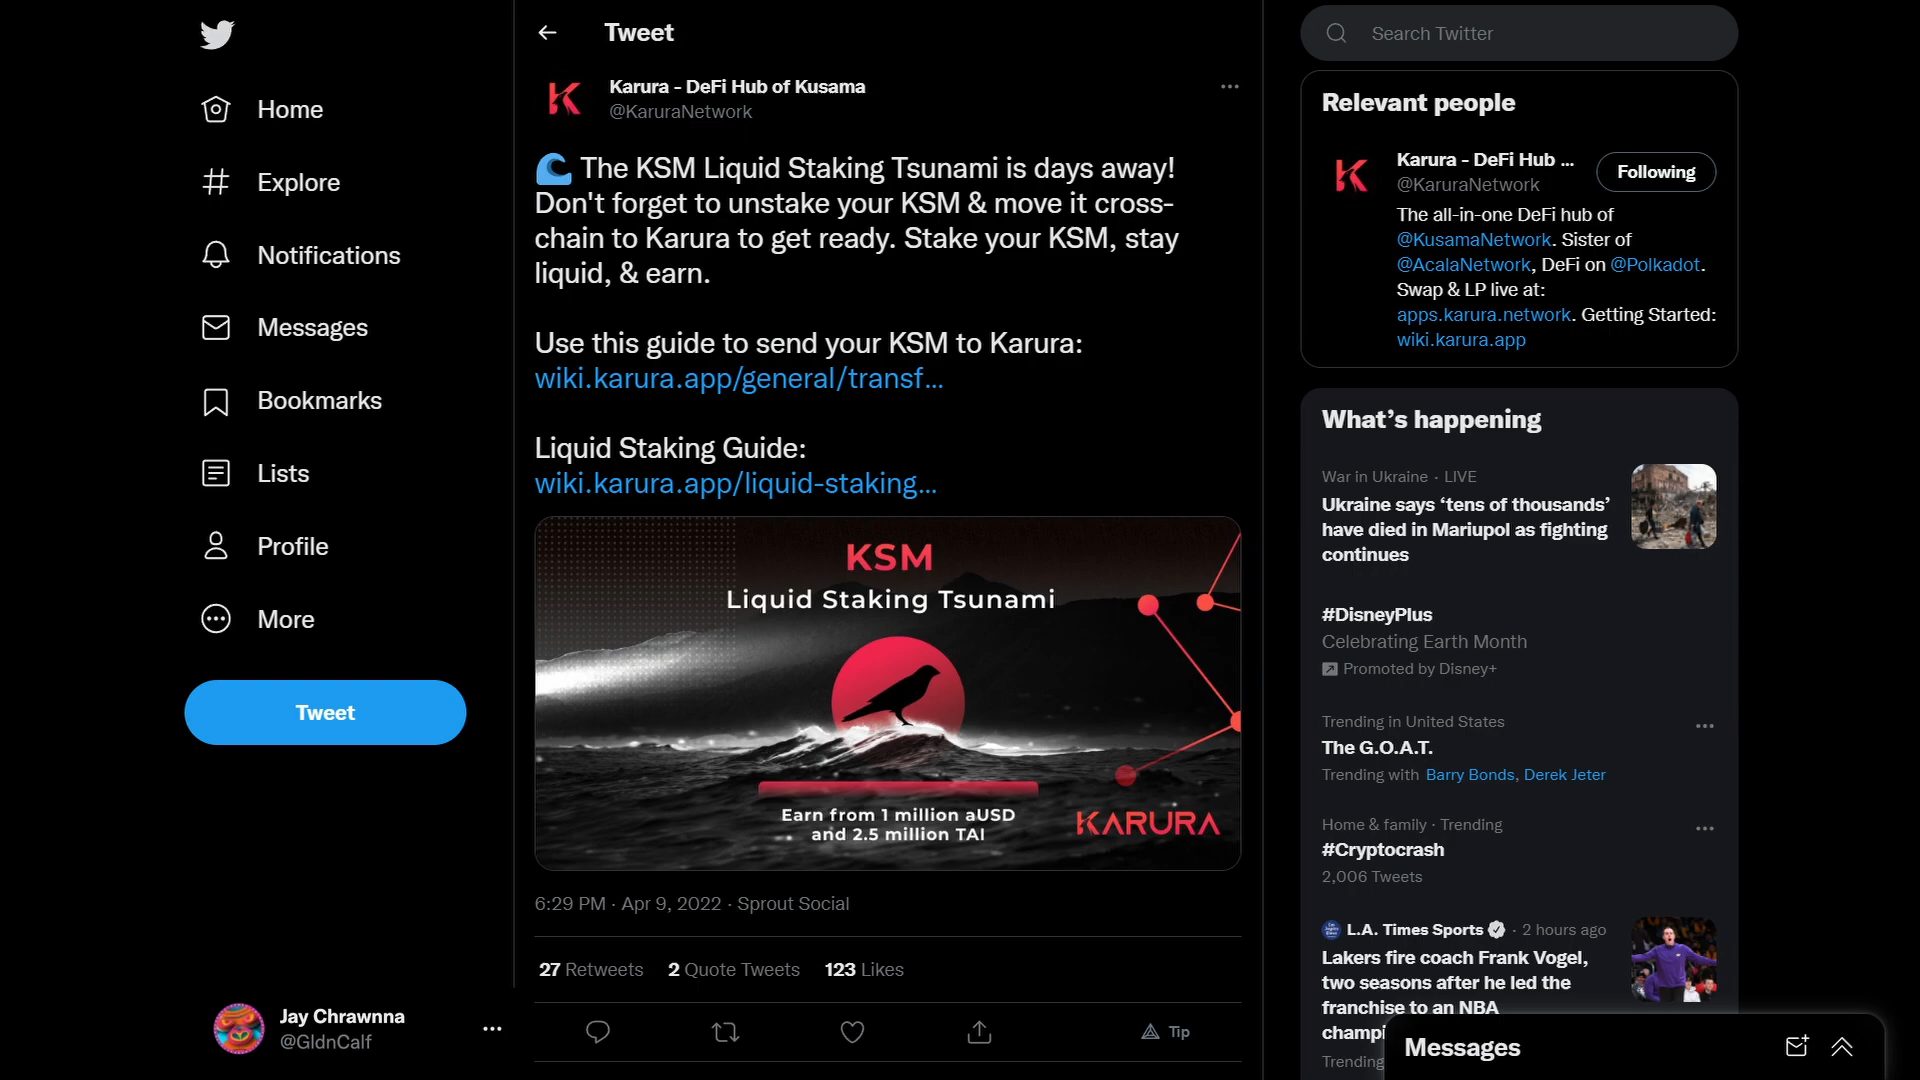 Home
Explore
Notifications
Messages
Bookmarks
Lists
Profile
More
Tweet
Jay Chrawnna
@GldnCalf
Tweet
Karura - DeFi Hub of Kusama
@KaruraNetwork
🌊 The KSM Liquid Staking Tsunami is days away!
Don't forget to unstake your KSM & move it cross-
chain to Karura to get ready. Stake your KSM, stay
liquid, & earn.
Use this guide to send your KSM to Karura:
wiki.karura.app/general/transf…
Liquid Staking Guide:
wiki.karura.app/liquid-staking…
KSM
Liquid Staking Tsunami
Earn from 1 million aUSD
and 2.5 million TAI
KARURA
6:29 PM · Apr 9, 2022 · Sprout Social
27 Retweets 2 Quote Tweets 123 Likes
Tip
Search Twitter
Relevant people
Karura - DeFi Hub ...
@KaruraNetwork
Following
The all-in-one DeFi hub of
@KusamaNetwork. Sister of
@AcalaNetwork, DeFi on @Polkadot.
Swap & LP live at:
apps.karura.network. Getting Started:
wiki.karura.app
What’s happening
War in Ukraine · LIVE
Ukraine says ‘tens of thousands’
have died in Mariupol as fighting
continues
#DisneyPlus
Celebrating Earth Month
Promoted by Disney+
Trending in United States
The G.O.A.T.
Trending with Barry Bonds, Derek Jeter
Home & family · Trending
#Cryptocrash
2,006 Tweets
L.A. Times Sports · 2 hours ago
Lakers fire coach Frank Vogel,
two seasons after he led the
franchise to an NBA
champi
Trending
Messages